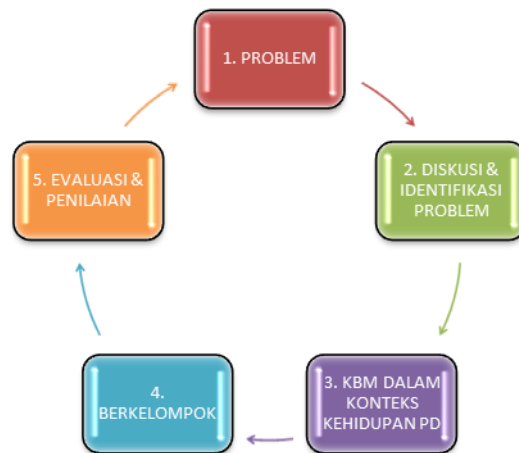 1. PROBLEM
2. DISKUSI &
IDENTIFIKASI
PROBLEM
3. KBM DALAM
KONTEKS
KEHIDUPAN PD
4.
BERKELOMPOK
5. EVALUASI &
PENILAIAN